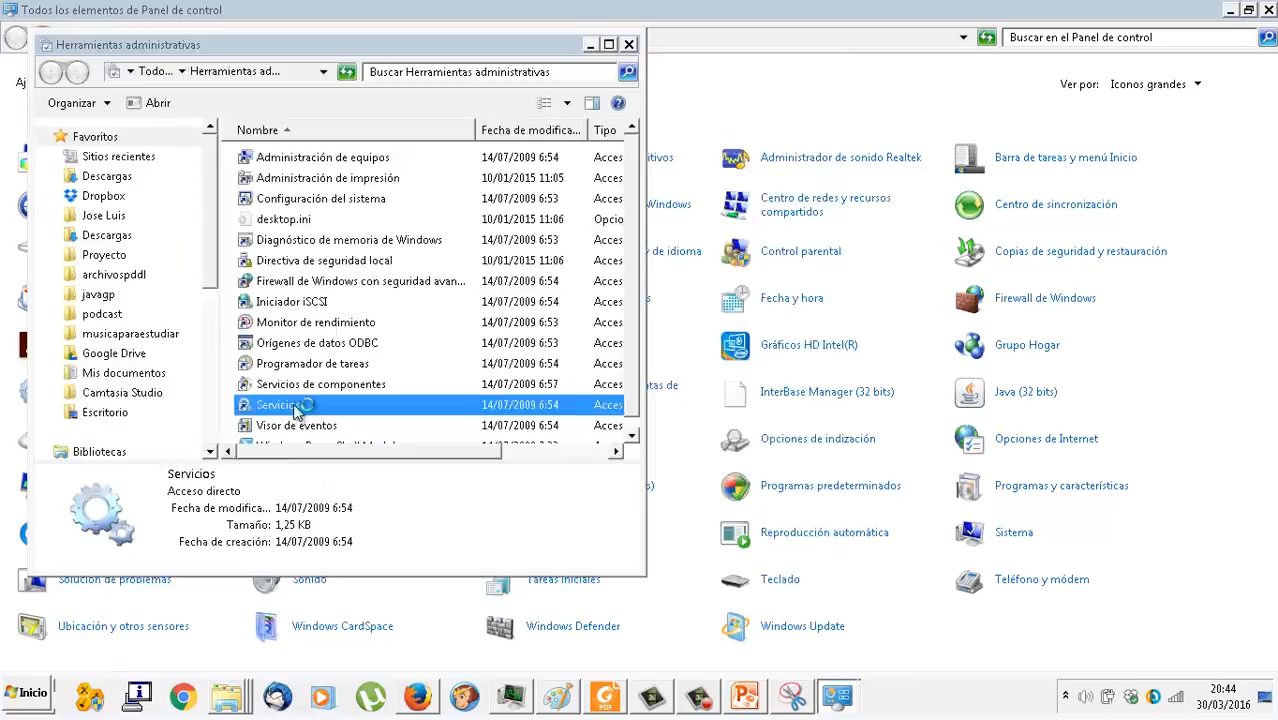 Todos los elementos de Panel de control
Buscar en el Panel de control
Herramientas administrativas
Todo... Herramientas ad...
Buscar Herramientas administrativas
Organizar Abrir
Ver por: Iconos grandes
Favoritos
Sitios recientes
Descargas
Dropbox
Jose Luis
Descargas
Proyecto
archivospddl
javagp
podcast
musicaparaestudiar
Google Drive
Mis documentos
Camtasia Studio
Escritorio
Bibliotecas
Nombre Fecha de modifica... Tipo
Administración de equipos 14/07/2009 6:54 Acces
Administración de impresión 10/01/2015 11:05 Acces
Configuración del sistema 14/07/2009 6:53 Acces
desktop.ini 10/01/2015 11:06 Opcio
Diagnóstico de memoria de Windows 14/07/2009 6:53 Acces
Directiva de seguridad local 10/01/2015 11:06 Acces
Firewall de Windows con seguridad avan... 14/07/2009 6:54 Acces
Iniciador iSCSI 14/07/2009 6:54 Acces
Monitor de rendimiento 14/07/2009 6:53 Acces
Orígenes de datos ODBC 14/07/2009 6:53 Acces
Programador de tareas 14/07/2009 6:54 Acces
Servicios de componentes 14/07/2009 6:57 Acces
Servicios 14/07/2009 6:54 Acces
Visor de eventos 14/07/2009 6:54 Acces
Servicios
Acceso directo
Fecha de modifica... 14/07/2009 6:54
Tamaño: 1,25 KB
Fecha de creación: 14/07/2009 6:54
Aj
itivos Administrador de sonido Realtek Barra de tareas y menú Inicio
Windows Centro de redes y recursos compartidos Centro de sincronización
y de idioma Control parental Copias de seguridad y restauración
Fecha y hora Firewall de Windows
Gráficos HD Intel(R) Grupo Hogar
tas de InterBase Manager (32 bits) Java (32 bits)
Opciones de indización Opciones de Internet
s) Programas predeterminados Programas y características
Reproducción automática Sistema
Solución de problemas Sonido Tareas iniciales Teclado Teléfono y módem
Ubicación y otros sensores Windows CardSpace Windows Defender Windows Update
Inicio
PDF
20:44
30/03/2016